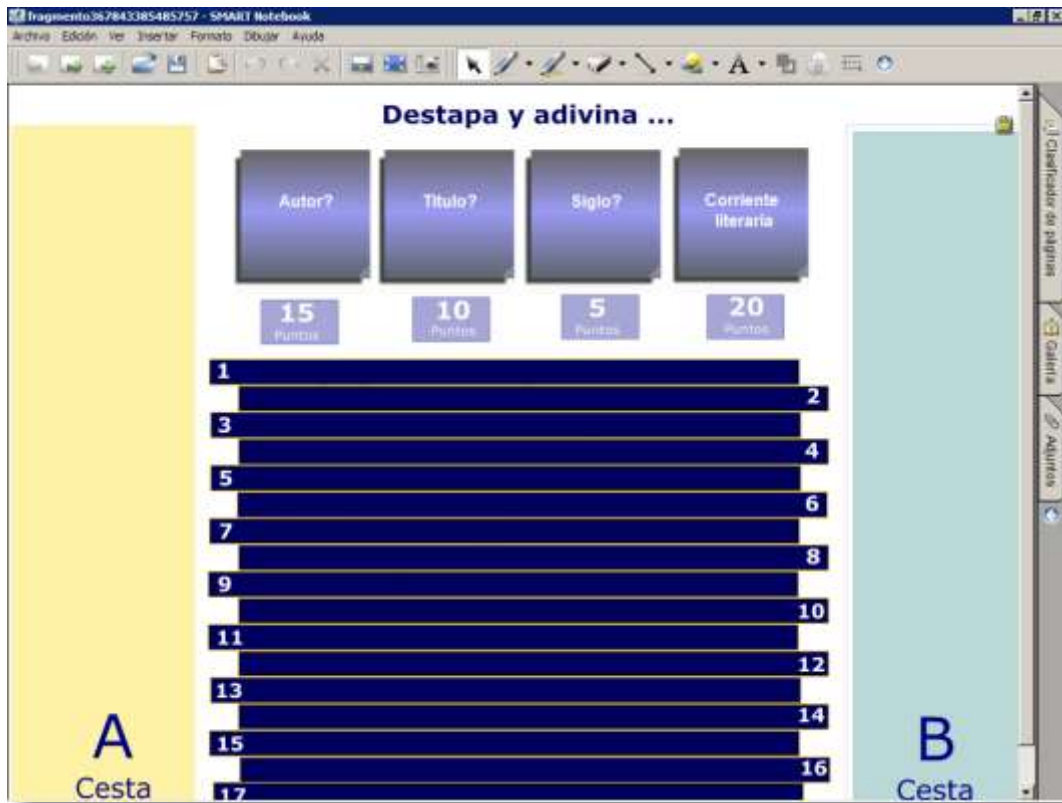 fragmento367843385485757 - SMART Notebook
Archivo Edición Ver Insertar Formato Dibujar Ayuda
Destapa y adivina ...
Autor?
Título?
Siglo?
Corriente
literaria
15
Puntos
10
Puntos
5
Puntos
20
Puntos
1
2
3
4
5
6
7
8
9
10
11
12
13
14
15
16
17
A
Cesta
B
Cesta
Clasificador de páginas
Galería
Adjuntos